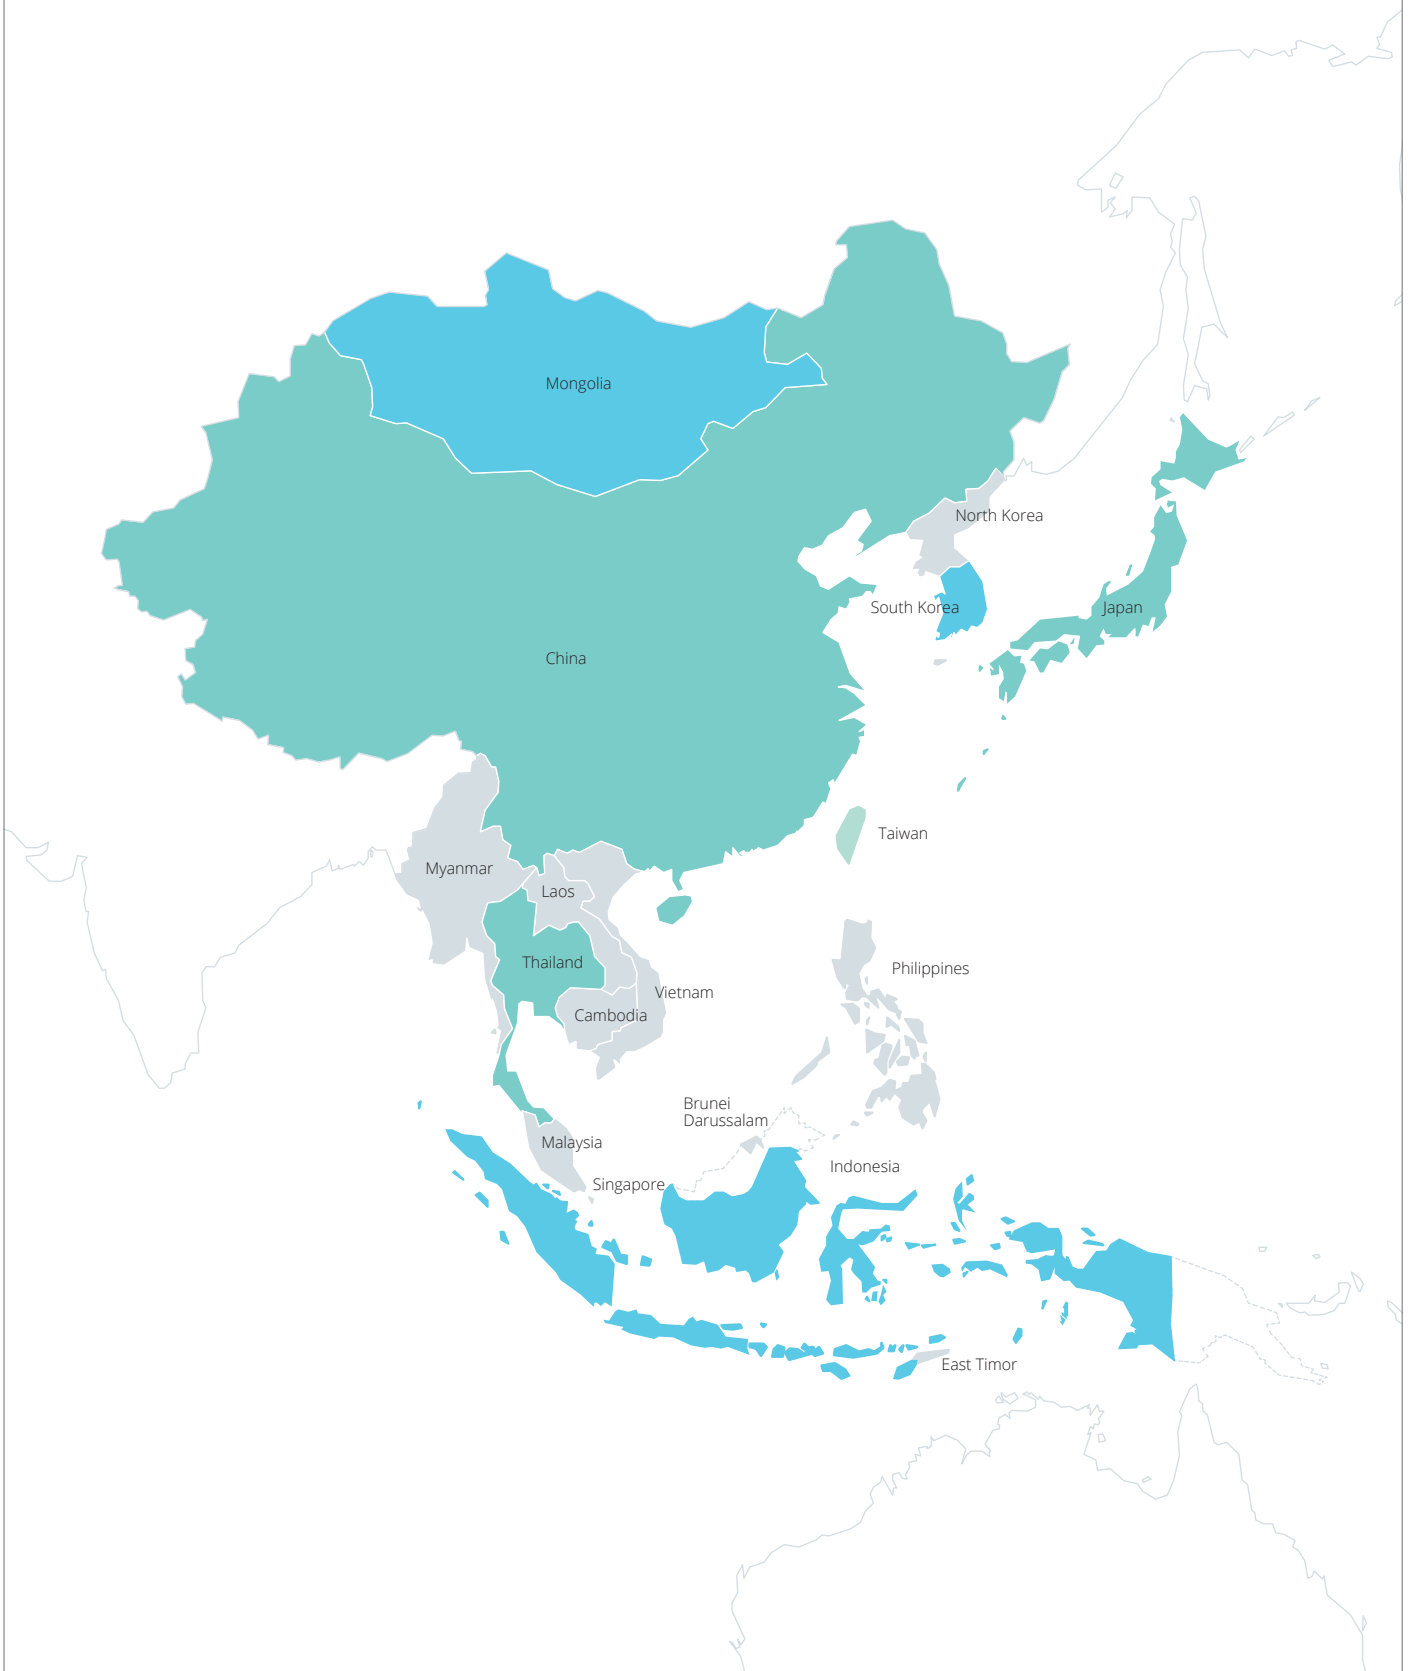 Mongolia
North Korea
South Korea
Japan
China
Taiwan
Myanmar
Laos
Thailand
Philippines
Vietnam
Cambodia
Brunei
Darussalam
Malaysia
Indonesia
Singapore
East Timor